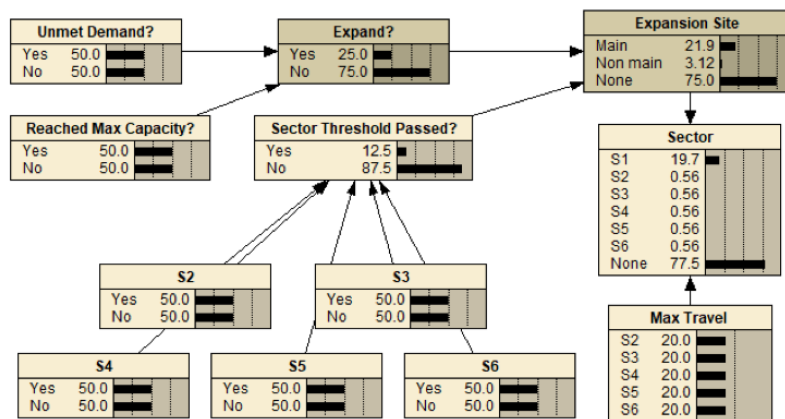 Unmet Demand?
Yes 50.0
No 50.0
Expand?
Yes 25.0
No 75.0
Expansion Site
Main 21.9
Non main 3.12
None 75.0
Reached Max Capacity?
Yes 50.0
No 50.0
Sector Threshold Passed?
Yes 12.5
No 87.5
Sector
S1 19.7
S2 0.56
S3 0.56
S4 0.56
S5 0.56
S6 0.56
None 77.5
S2
Yes 50.0
No 50.0
S3
Yes 50.0
No 50.0
Max Travel
S2 20.0
S3 20.0
S4 20.0
S5 20.0
S6 20.0
S4
Yes 50.0
No 50.0
S5
Yes 50.0
No 50.0
S6
Yes 50.0
No 50.0